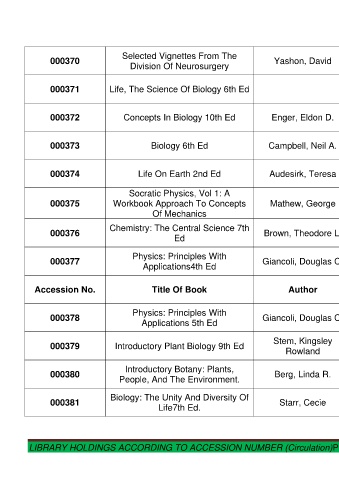 000370
Selected Vignettes From The
Division Of Neurosurgery
Yashon, David
000371
Life, The Science Of Biology 6th Ed
000372
Concepts In Biology 10th Ed
Enger, Eldon D.
000373
Biology 6th Ed
Campbell, Neil A.
000374
Life On Earth 2nd Ed
Audesirk, Teresa
000375
Socratic Physics, Vol 1: A
Workbook Approach To Concepts
Of Mechanics
Mathew, George
000376
Chemistry: The Central Science 7th
Ed
Brown, Theodore L
000377
Physics: Principles With
Applications4th Ed
Giancoli, Douglas C
Accession No.
Title Of Book
Author
000378
Physics: Principles With
Applications 5th Ed
Giancoli, Douglas C
000379
Introductory Plant Biology 9th Ed
Stern, Kingsley
Rowland
000380
Introductory Botany: Plants,
People, And The Environment.
Berg, Linda R.
000381
Biology: The Unity And Diversity Of
Life7th Ed.
Starr, Cecie
LIBRARY HOLDINGS ACCORDING TO ACCESSION NUMBER (Circulation)P